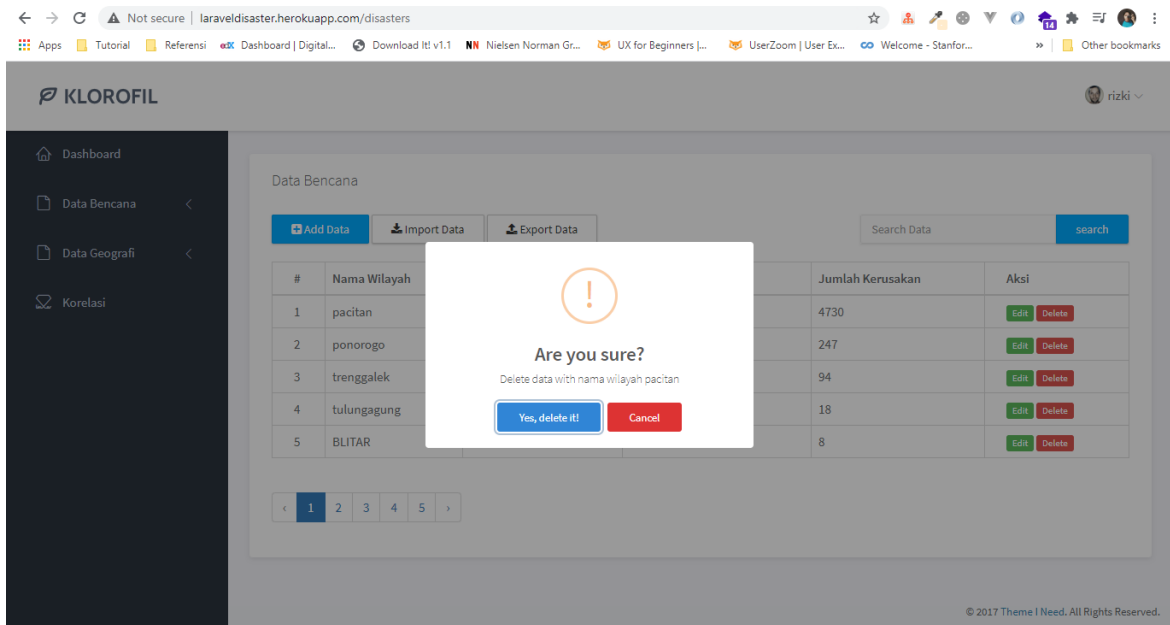 Not secure | laraveldisaster.herokuapp.com/disasters
14
Apps Tutorial Referensi edX Dashboard | Digital... Download It! v1.1 NN Nielsen Norman Gr... UX for Beginners |... UserZoom | User Ex... Welcome - Stanfor... » Other bookmarks
KLOROFIL
rizki
Dashboard
Data Bencana
Data Geografi
Korelasi
Data Bencana
Add Data Import Data Export Data Search Data search
# Nama Wilayah Jumlah Kerusakan Aksi
1 pacitan 4730 Edit Delete
2 ponorogo 247 Edit Delete
3 trenggalek 94 Edit Delete
4 tulungagung 18 Edit Delete
5 BLITAR 8 Edit Delete
!
Are you sure?
Delete data with nama wilayah pacitan
Yes, delete it! Cancel
‹ 1 2 3 4 5 ›
© 2017 Theme I Need. All Rights Reserved.